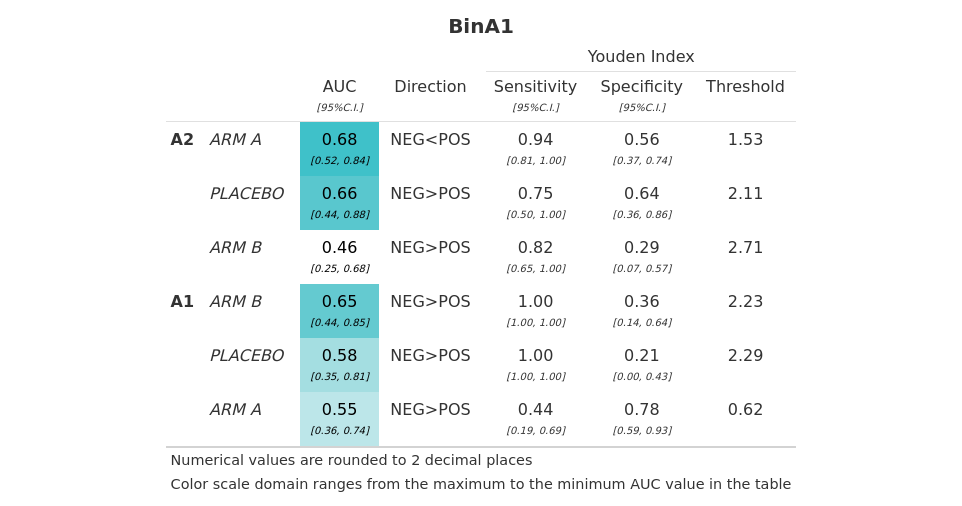 BinA1
Youden Index
AUC Direction Sensitivity Specificity Threshold
[95%C.I.] [95%C.I.] [95%C.I.]
A2 ARM A 0.68 NEG<POS 0.94 0.56 1.53
[0.52, 0.84] [0.81, 1.00] [0.37, 0.74]
PLACEBO 0.66 NEG>POS 0.75 0.64 2.11
[0.44, 0.88] [0.50, 1.00] [0.36, 0.86]
ARM B 0.46 NEG>POS 0.82 0.29 2.71
[0.25, 0.68] [0.65, 1.00] [0.07, 0.57]
A1 ARM B 0.65 NEG>POS 1.00 0.36 2.23
[0.44, 0.85] [1.00, 1.00] [0.14, 0.64]
PLACEBO 0.58 NEG>POS 1.00 0.21 2.29
[0.35, 0.81] [1.00, 1.00] [0.00, 0.43]
ARM A 0.55 NEG>POS 0.44 0.78 0.62
[0.36, 0.74] [0.19, 0.69] [0.59, 0.93]
Numerical values are rounded to 2 decimal places
Color scale domain ranges from the maximum to the minimum AUC value in the table